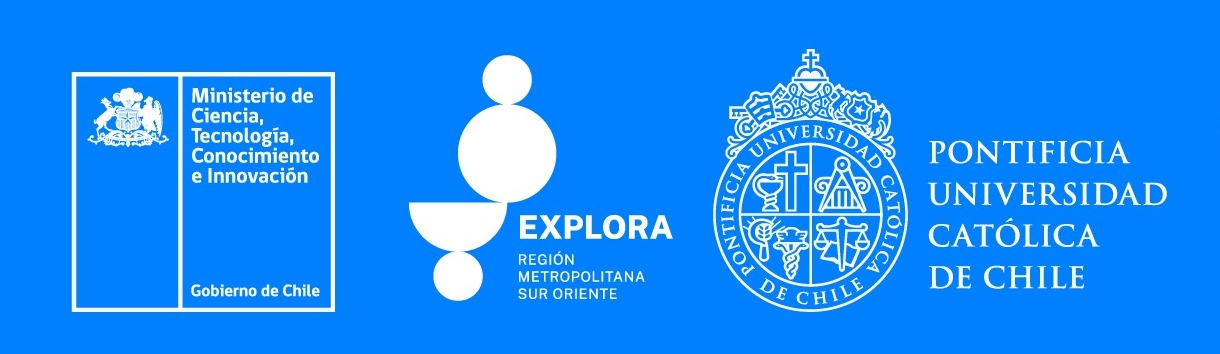 Ministerio de
Ciencia,
Tecnología,
Conocimiento
e Innovación
Gobierno de Chile
EXPLORA
REGIÓN
METROPOLITANA
SUR ORIENTE
PONTIFICIA UNIVERSIDAD CATÓLICA
DE CHILE
PONTIFICIA
UNIVERSIDAD
CATÓLICA
DE CHILE